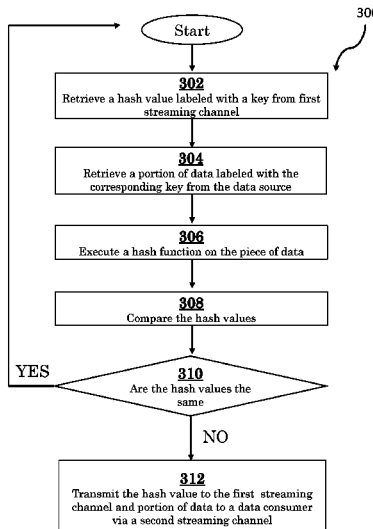 300
Start
302
Retrieve a hash value labeled with a key from first
streaming channel
304
Retrieve a portion of data labeled with the
corresponding key from the data source
306
Execute a hash function on the piece of data
308
Compare the hash values
YES
310
Are the hash values the
same
NO
312
Transmit the hash value to the first streaming
channel and portion of data to a data consumer
via a second streaming channel